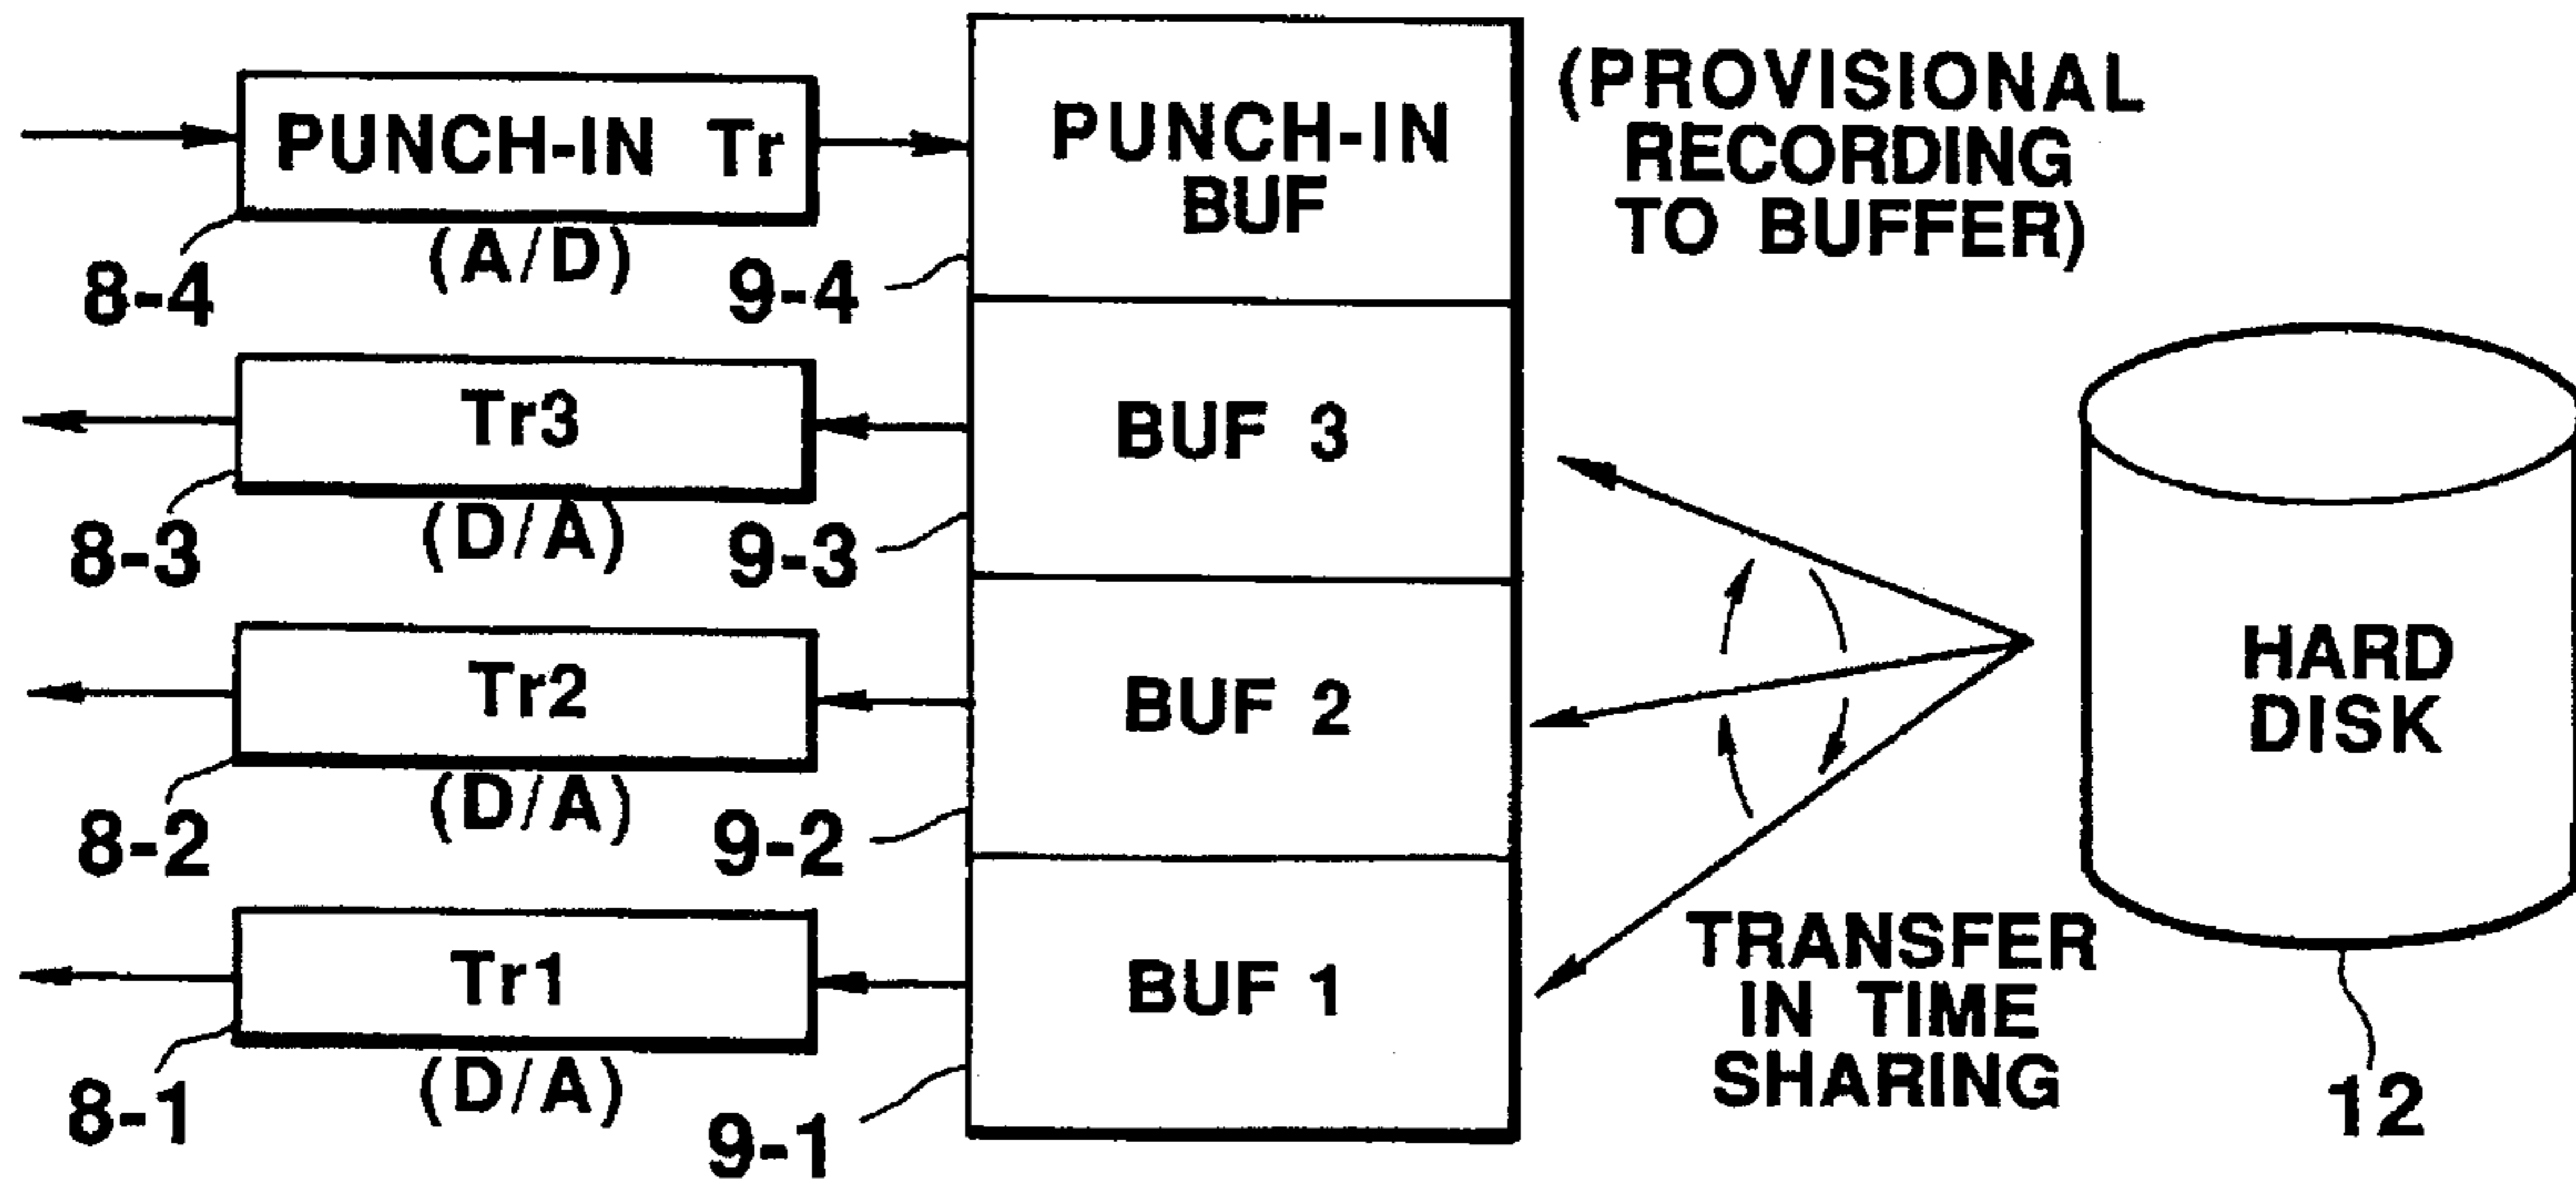 PUNCH-IN Tr
(A/D)
8-4
PUNCH-IN
BUF
9-4
(PROVISIONAL
RECORDING
TO BUFFER)
Tr3
(D/A)
8-3
BUF 3
9-3
Tr2
(D/A)
8-2
BUF 2
9-2
Tr1
(D/A)
8-1
BUF 1
9-1
TRANSFER
IN TIME
SHARING
HARD
DISK
12